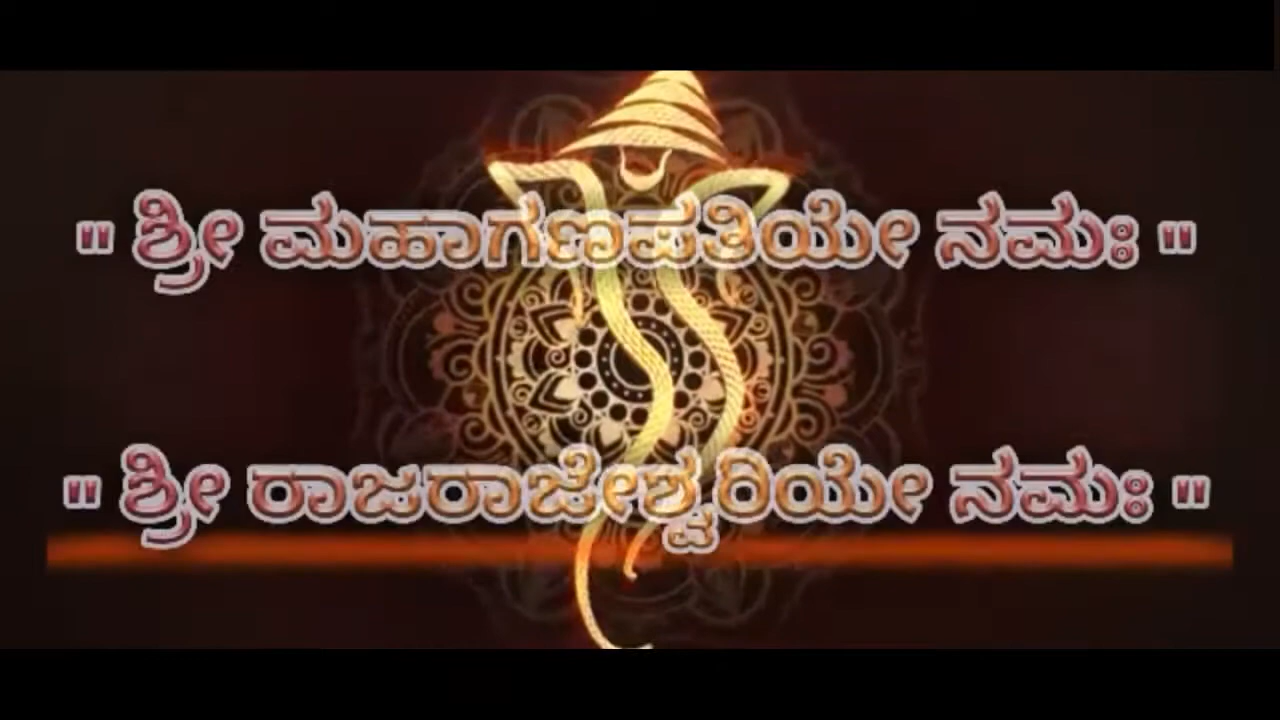 " ಶ್ರೀ ಮಹಾಗಣಪತಿಯೇ ನಮಃ "
" ಶ್ರೀ ರಾಜರಾಜೇಶ್ವರಿಯೇ ನಮಃ "